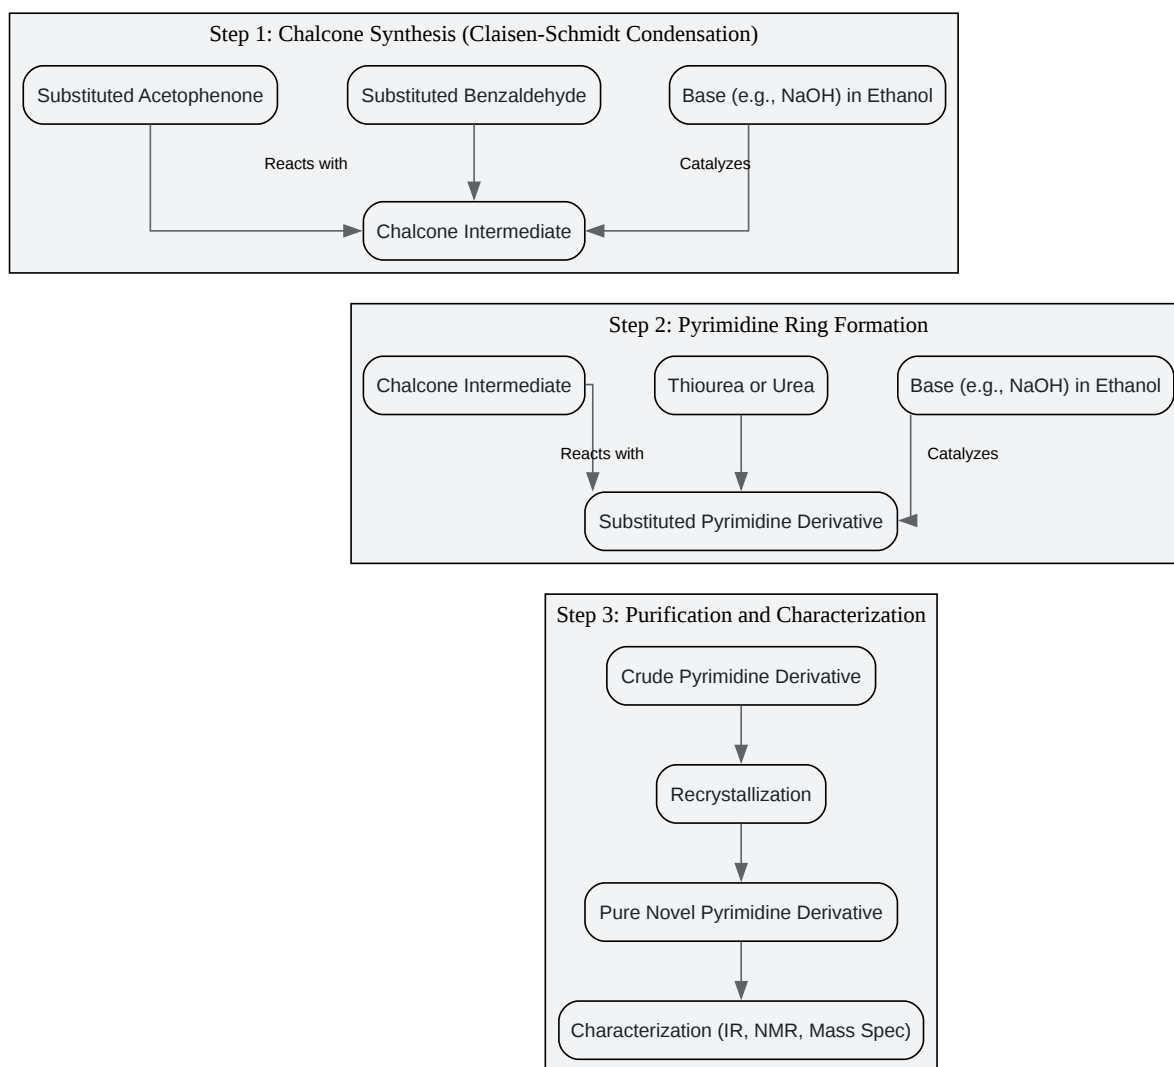 Step 1: Chalcone Synthesis (Claisen-Schmidt Condensation)
Substituted Acetophenone
Substituted Benzaldehyde
Base (e.g., NaOH) in Ethanol
Reacts with
Catalyzes
Chalcone Intermediate
Step 2: Pyrimidine Ring Formation
Chalcone Intermediate
Thiourea or Urea
Base (e.g., NaOH) in Ethanol
Reacts with
Catalyzes
Substituted Pyrimidine Derivative
Step 3: Purification and Characterization
Crude Pyrimidine Derivative
Recrystallization
Pure Novel Pyrimidine Derivative
Characterization (IR, NMR, Mass Spec)